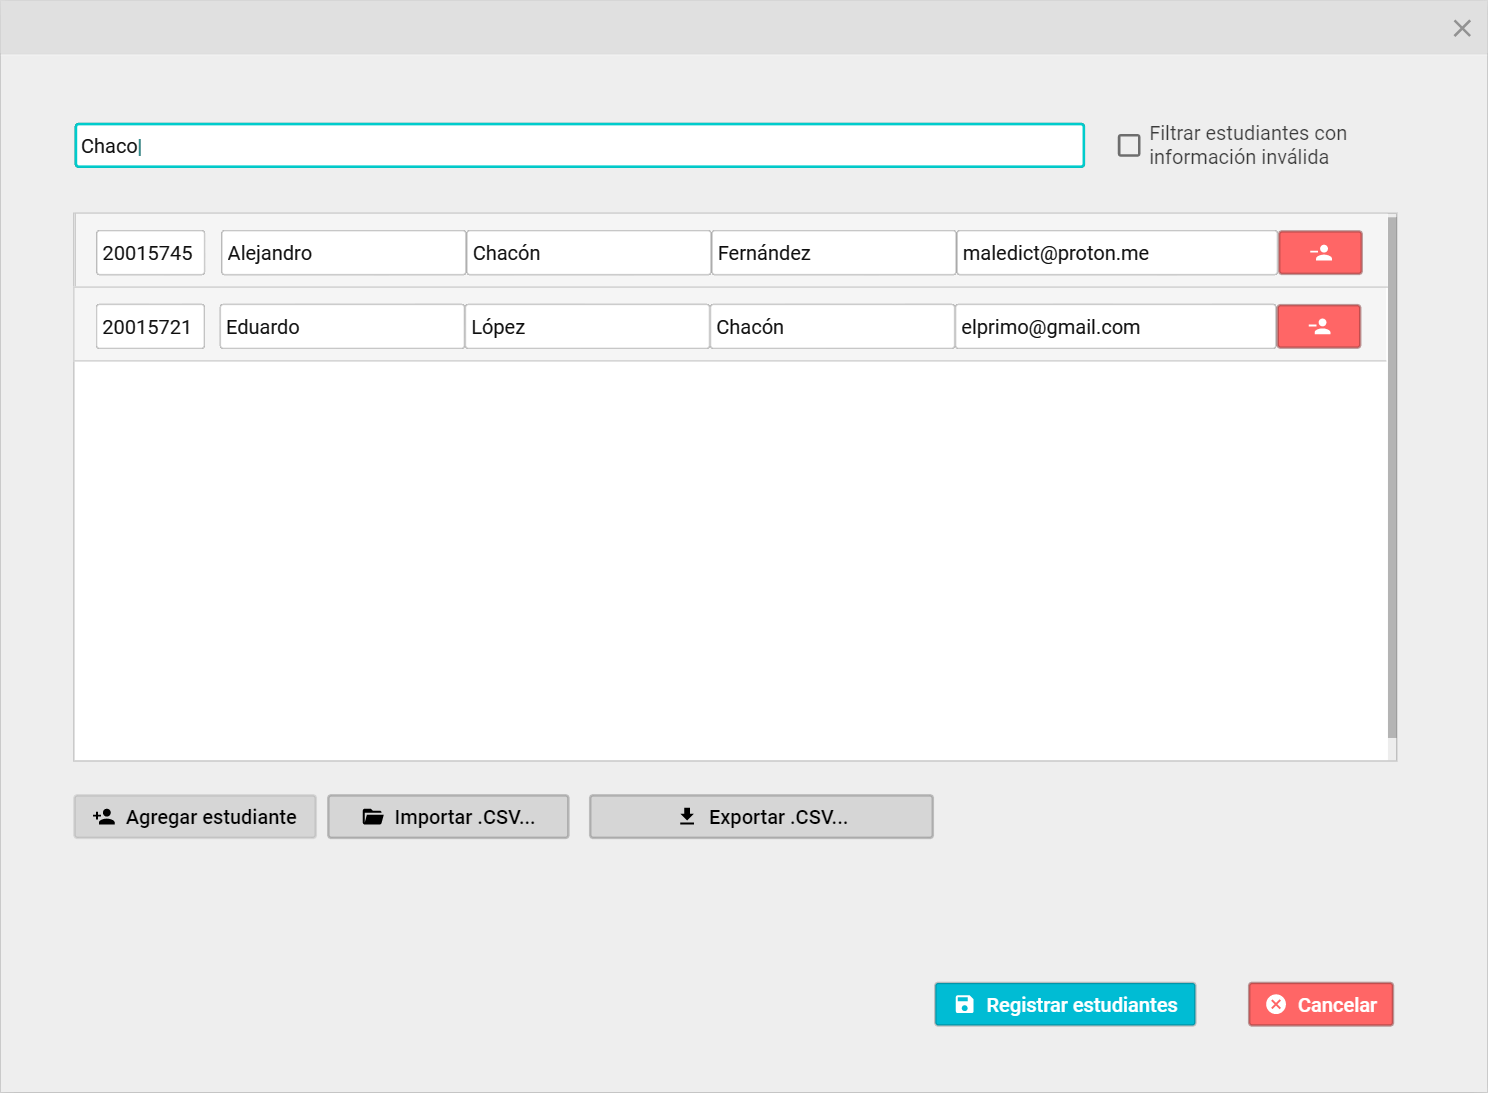 Chaco
Filtrar estudiantes con
información inválida
20015745 Alejandro Chacón Fernández maledict@proton.me
20015721 Eduardo López Chacón elprimo@gmail.com
Agregar estudiante Importar .CSV... Exportar .CSV...
Registrar estudiantes Cancelar